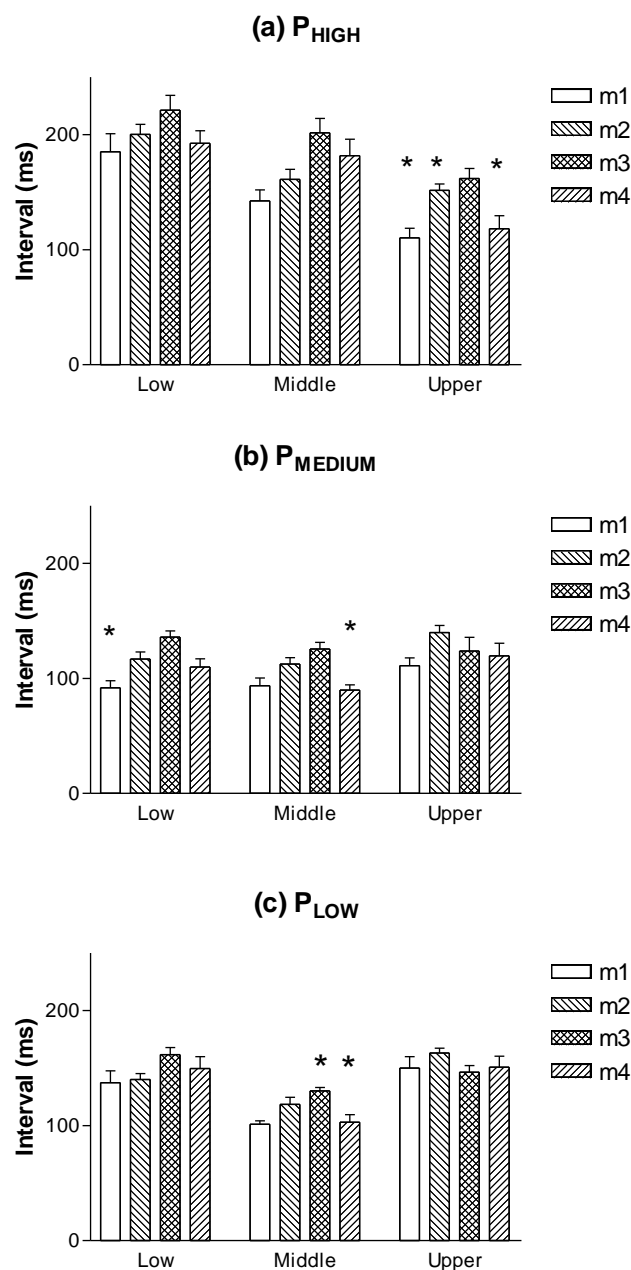 (a) PHIGH
Interval (ms)
200
100
0
* * *
Low Middle Upper
m1
m2
m3
m4
(b) PMEDIUM
Interval (ms)
200
100
0
* *
Low Middle Upper
m1
m2
m3
m4
(c) PLOW
Interval (ms)
200
100
0
* *
Low Middle Upper
m1
m2
m3
m4